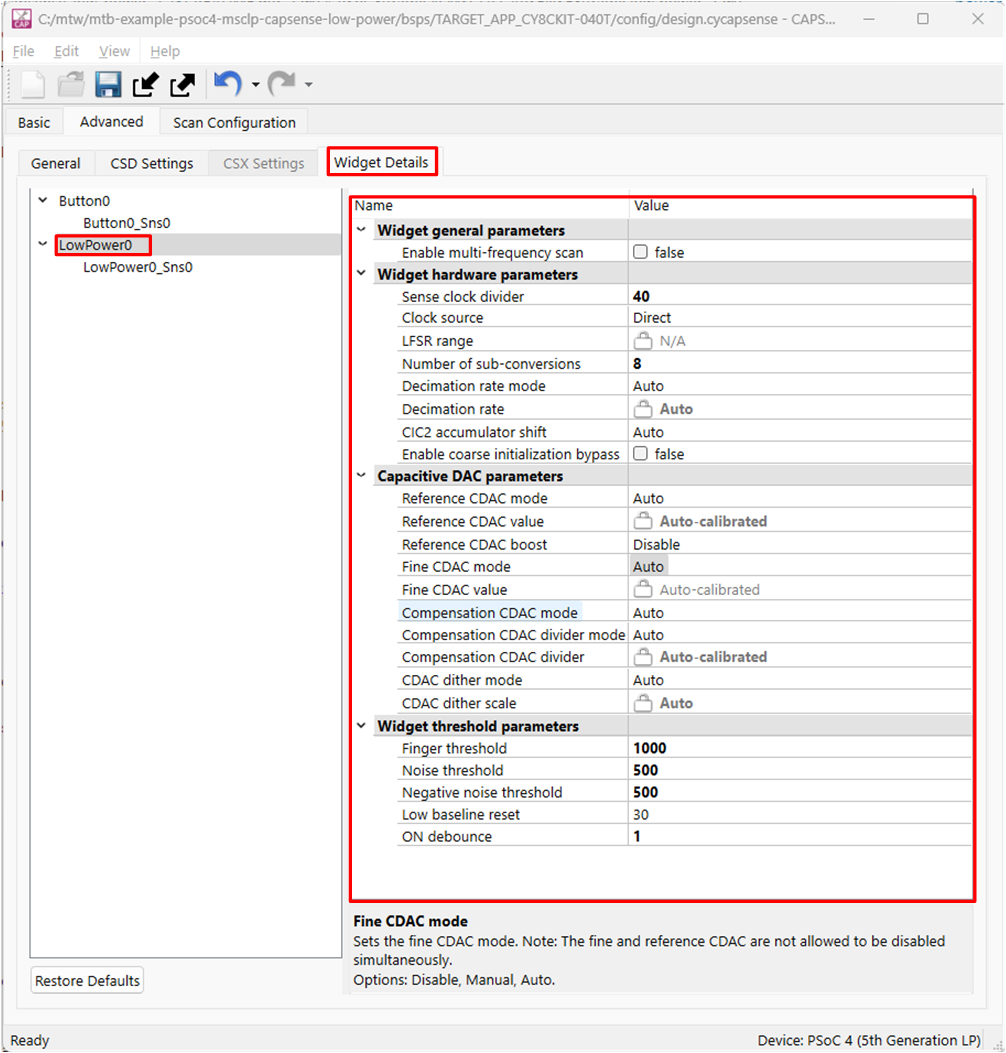 CAP
C:/mtw/mtb-example-psoc4-msclp-capsense-low-power/bsps/TARGET_APP_CY8CKIT-040T/config/design.cycapsense - CAPS...
File Edit View Help
Basic Advanced Scan Configuration
General CSD Settings CSX Settings Widget Details
Button0
Button0_Sns0
LowPower0
LowPower0_Sns0
Name Value
Widget general parameters
Enable multi-frequency scan false
Widget hardware parameters
Sense clock divider 40
Clock source Direct
LFSR range N/A
Number of sub-conversions 8
Decimation rate mode Auto
Decimation rate Auto
CIC2 accumulator shift Auto
Enable coarse initialization bypass false
Capacitive DAC parameters
Reference CDAC mode Auto
Reference CDAC value Auto-calibrated
Reference CDAC boost Disable
Fine CDAC mode Auto
Fine CDAC value Auto-calibrated
Compensation CDAC mode Auto
Compensation CDAC divider mode Auto
Compensation CDAC divider Auto-calibrated
CDAC dither mode Auto
CDAC dither scale Auto
Widget threshold parameters
Finger threshold 1000
Noise threshold 500
Negative noise threshold 500
Low baseline reset 30
ON debounce 1
Fine CDAC mode
Sets the fine CDAC mode. Note: The fine and reference CDAC are not allowed to be disabled
simultaneously.
Options: Disable, Manual, Auto.
Restore Defaults
Ready Device: PSoC 4 (5th Generation LP)